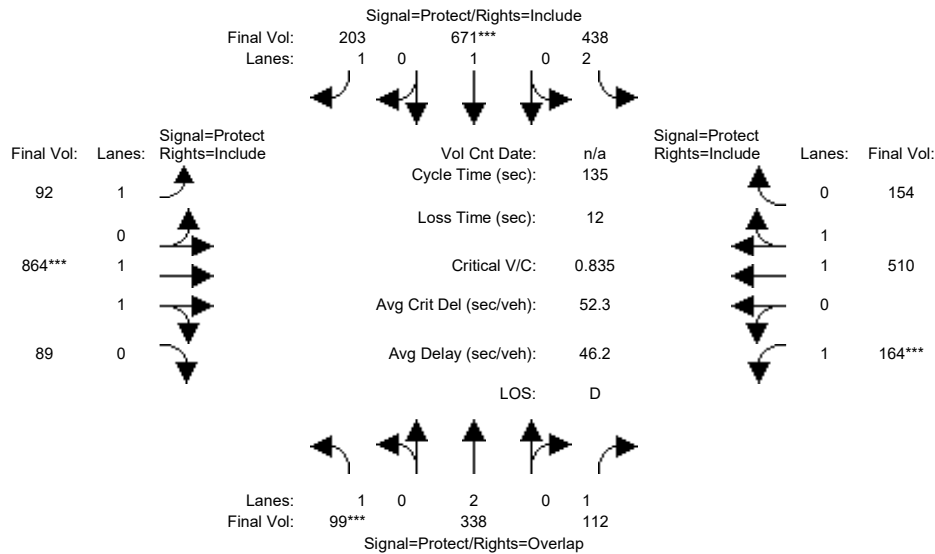 Signal=Protect/Rights=Include
Final Vol: 203 671*** 438
Lanes: 1 0 1 0 2
Signal=Protect
Final Vol: Lanes: Rights=Include
Vol Cnt Date: n/a
Signal=Protect
Rights=Include Lanes: Final Vol:
Cycle Time (sec): 135
92 1
0 154
Loss Time (sec): 12
0
1
864*** 1
Critical V/C: 0.835
1 510
1
Avg Crit Del (sec/veh): 52.3
0
89 0
Avg Delay (sec/veh): 46.2
1 164***
LOS: D
Lanes: 1 0 2 0 1
Final Vol: 99*** 338 112
Signal=Protect/Rights=Overlap